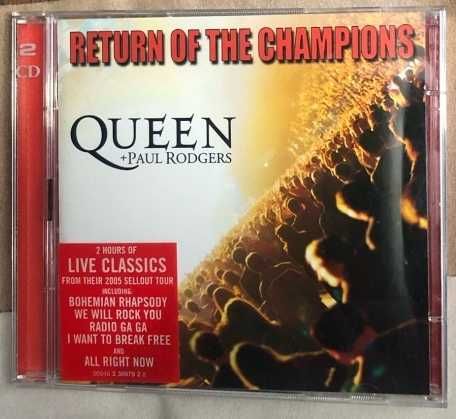 2
CD
RETURN OF THE CHAMPIONS
QUEEN
+PAUL RODGERS
2 HOURS OF
LIVE CLASSICS
FROM THEIR 2005 SELLOUT TOUR
INCLUDING:
BOHEMIAN RHAPSODY
WE WILL ROCK YOU
RADIO GA GA
I WANT TO BREAK FREE
AND
ALL RIGHT NOW